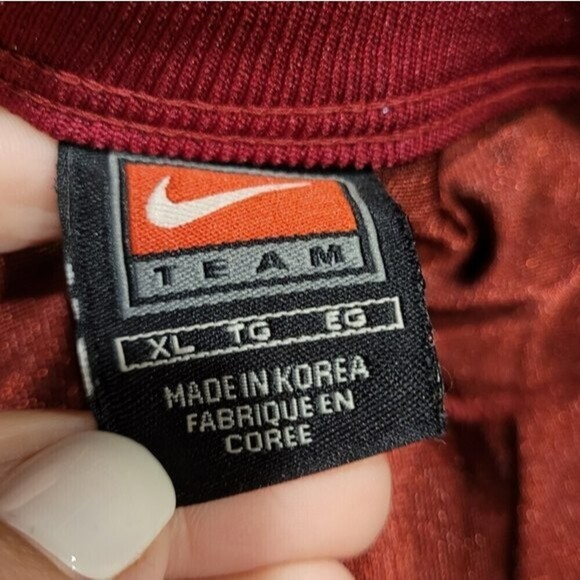 TEAM
XL TG EG
MADE IN KOREA
FABRIQUE EN
COREE